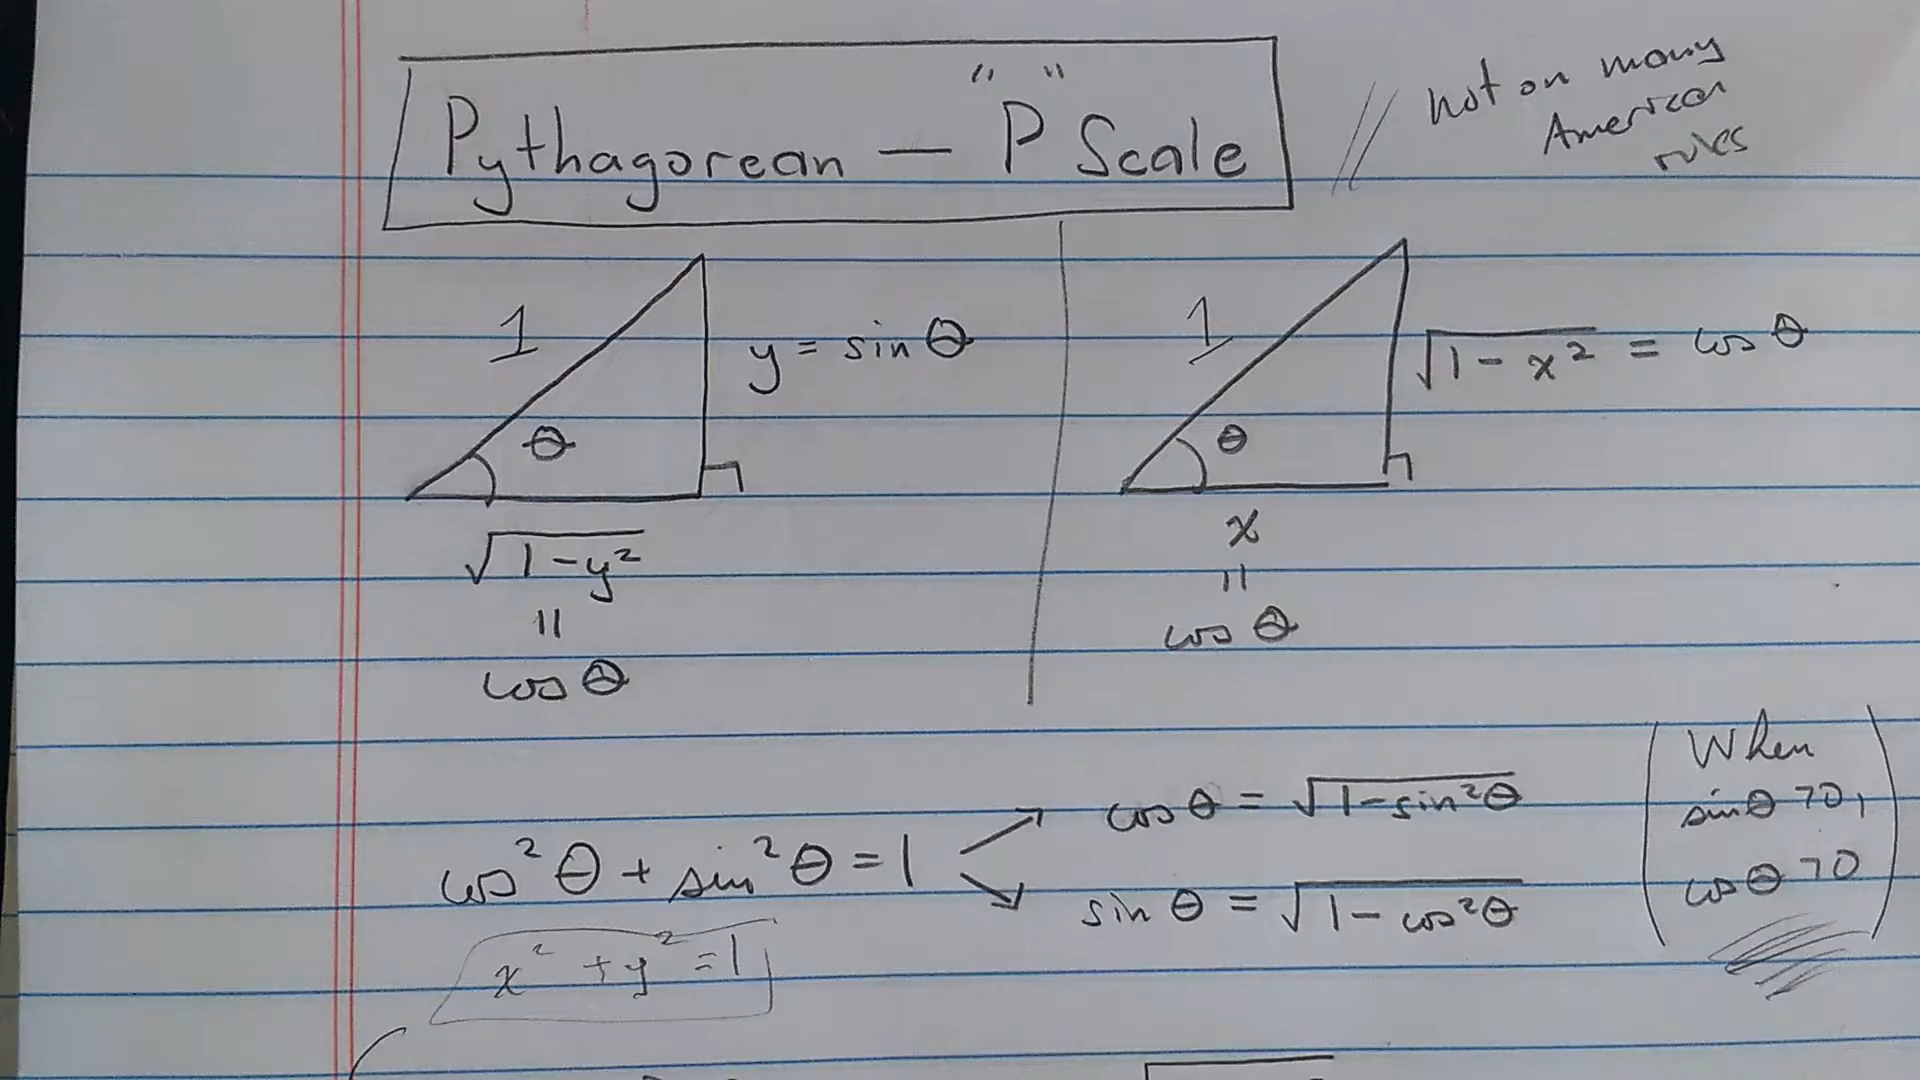 Pythagorean — "P" Scale
// not on many
American
rules
1
y = sin θ
θ
√1-y²
=
cos θ
1
√1-x² = cos θ
θ
x
=
cos θ
cos²θ + sin²θ = 1
cos θ = √1-sin²θ
sin θ = √1-cos²θ
When
sin θ > 0,
cos θ > 0
x² + y² = 1